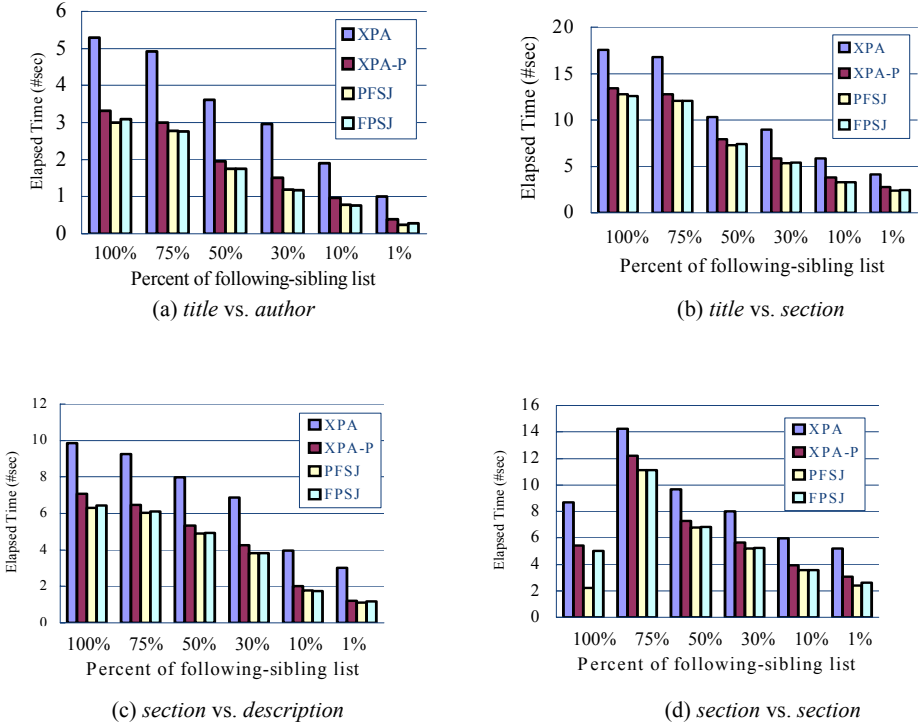 6
5
4
3
2
1
0
Elapsed Time (#sec)
XPA
XPA-P
PFSJ
FPSJ
100% 75% 50% 30% 10% 1%
Percent of following-sibling list
(a) title vs. author
20
15
10
5
0
Elapsed Time (#sec)
XPA
XPA-P
PFSJ
FPSJ
100% 75% 50% 30% 10% 1%
Percent of following-sibling list
(b) title vs. section
12
10
8
6
4
2
0
Elapsed Time (#sec)
XPA
XPA-P
PFSJ
FPSJ
100% 75% 50% 30% 10% 1%
Percent of following-sibling list
(c) section vs. description
16
14
12
10
8
6
4
2
0
Elapsed Time (#sec)
XPA
XPA-P
PFSJ
FPSJ
100% 75% 50% 30% 10% 1%
Percent of following-sibling list
(d) section vs. section